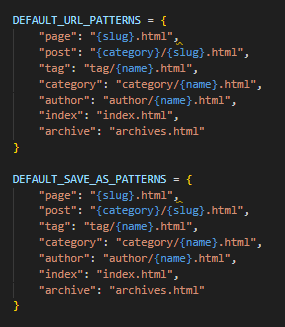 DEFAULT_URL_PATTERNS = {
    "page": "{slug}.html",
    "post": "{category}/{slug}.html",
    "tag": "tag/{name}.html",
    "category": "category/{name}.html",
    "author": "author/{name}.html",
    "index": "index.html",
    "archive": "archives.html"
}

DEFAULT_SAVE_AS_PATTERNS = {
    "page": "{slug}.html",
    "post": "{category}/{slug}.html",
    "tag": "tag/{name}.html",
    "category": "category/{name}.html",
    "author": "author/{name}.html",
    "index": "index.html",
    "archive": "archives.html"
}